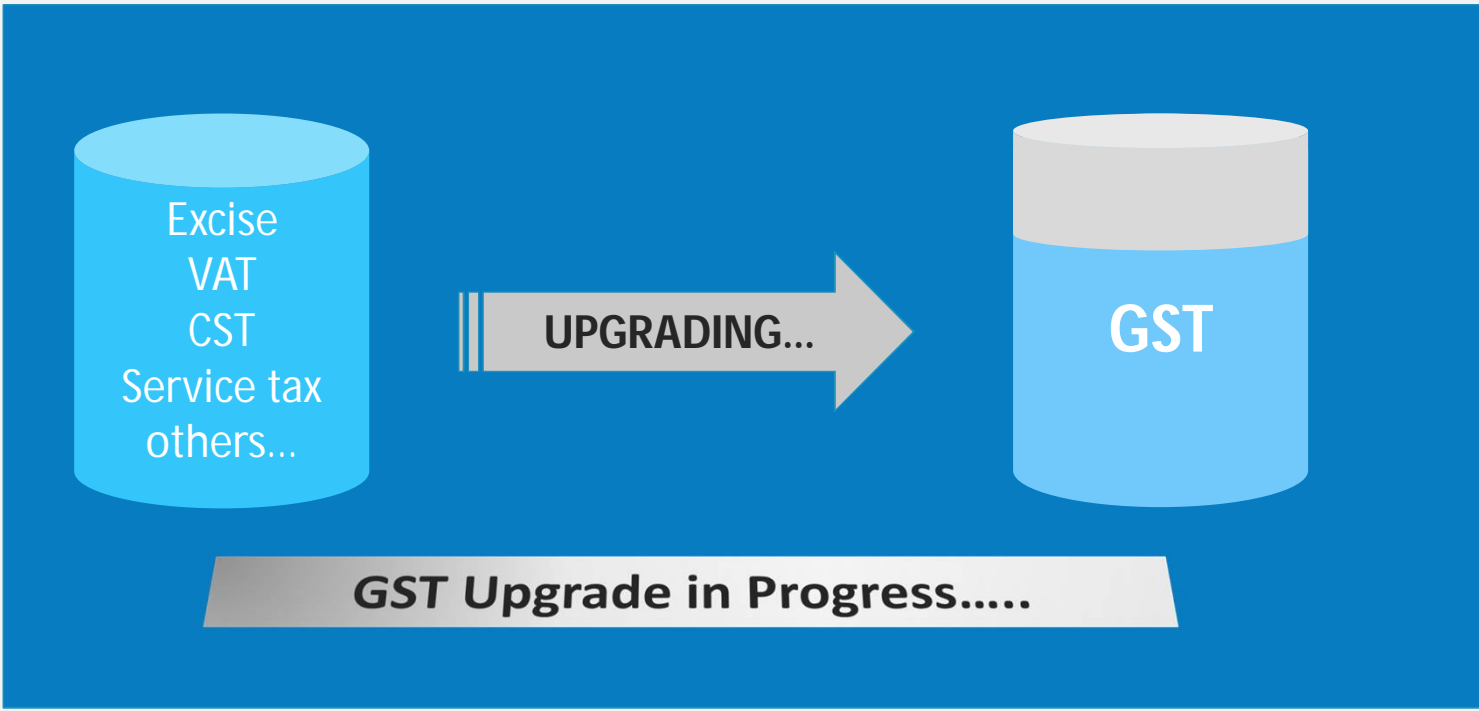 Excise
VAT
CST
Service tax
others...
UPGRADING...
GST
GST Upgrade in Progress.....